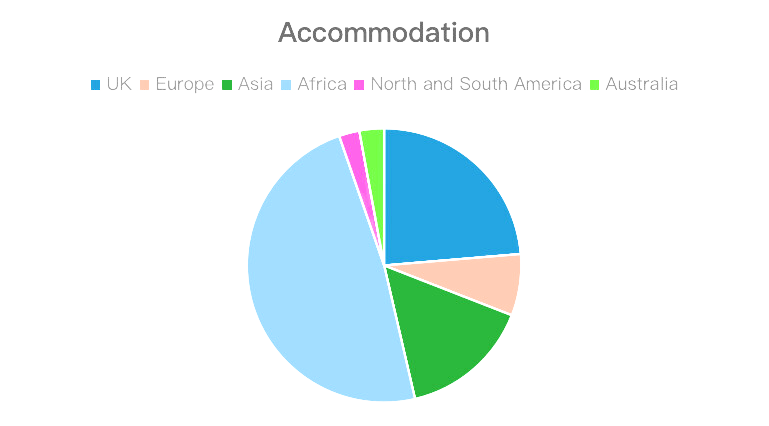 Accommodation
UK Europe Asia Africa North and South America Australia